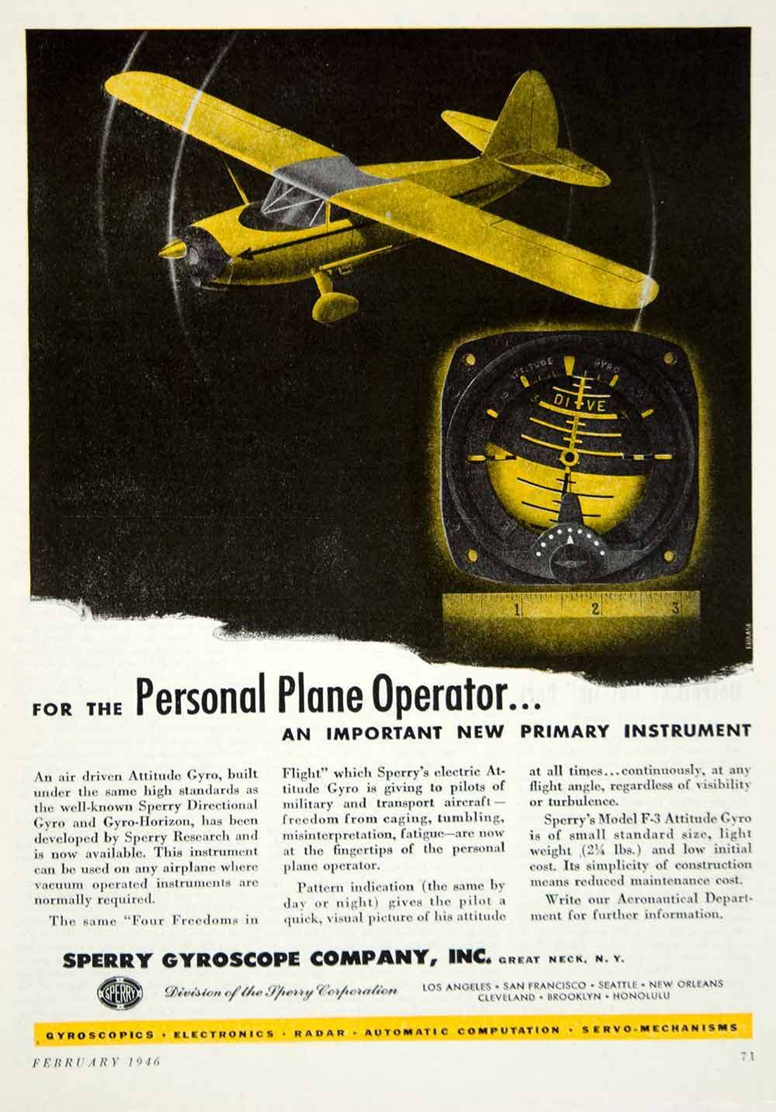 ATTITUDE GYRO
DIVE
1 2 3
FOR THE Personal Plane Operator...
AN IMPORTANT NEW PRIMARY INSTRUMENT
An air driven Attitude Gyro, built
under the same high standards as
the well-known Sperry Directional
Gyro and Gyro-Horizon, has been
developed by Sperry Research and
is now available. This instrument
can be used on any airplane where
vacuum operated instruments are
normally required.
The same “Four Freedoms in
Flight” which Sperry’s electric At-
titude Gyro is giving to pilots of
military and transport aircraft—
freedom from caging, tumbling,
misinterpretation, fatigue—are now
at the fingertips of the personal
plane operator.
Pattern indication (the same by
day or night) gives the pilot a
quick, visual picture of his attitude
at all times...continuously, at any
flight angle, regardless of visibility
or turbulence.
Sperry’s Model F-3 Attitude Gyro
is of small standard size, light
weight (2¼ lbs.) and low initial
cost. Its simplicity of construction
means reduced maintenance cost.
Write our Aeronautical Depart-
ment for further information.
SPERRY GYROSCOPE COMPANY, INC. GREAT NECK, N. Y.
SPERRY
Division of the Sperry Corporation
LOS ANGELES • SAN FRANCISCO • SEATTLE • NEW ORLEANS
CLEVELAND • BROOKLYN • HONOLULU
GYROSCOPICS • ELECTRONICS • RADAR • AUTOMATIC COMPUTATION • SERVO-MECHANISMS
FEBRUARY 1946
71